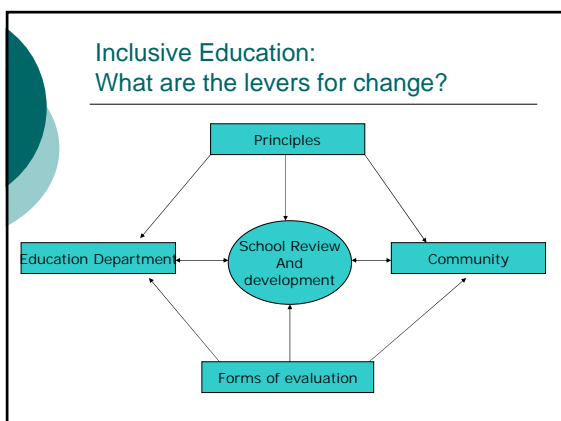 Inclusive Education:
What are the levers for change?
Principles
Education Department
School Review
And
development
Community
Forms of evaluation